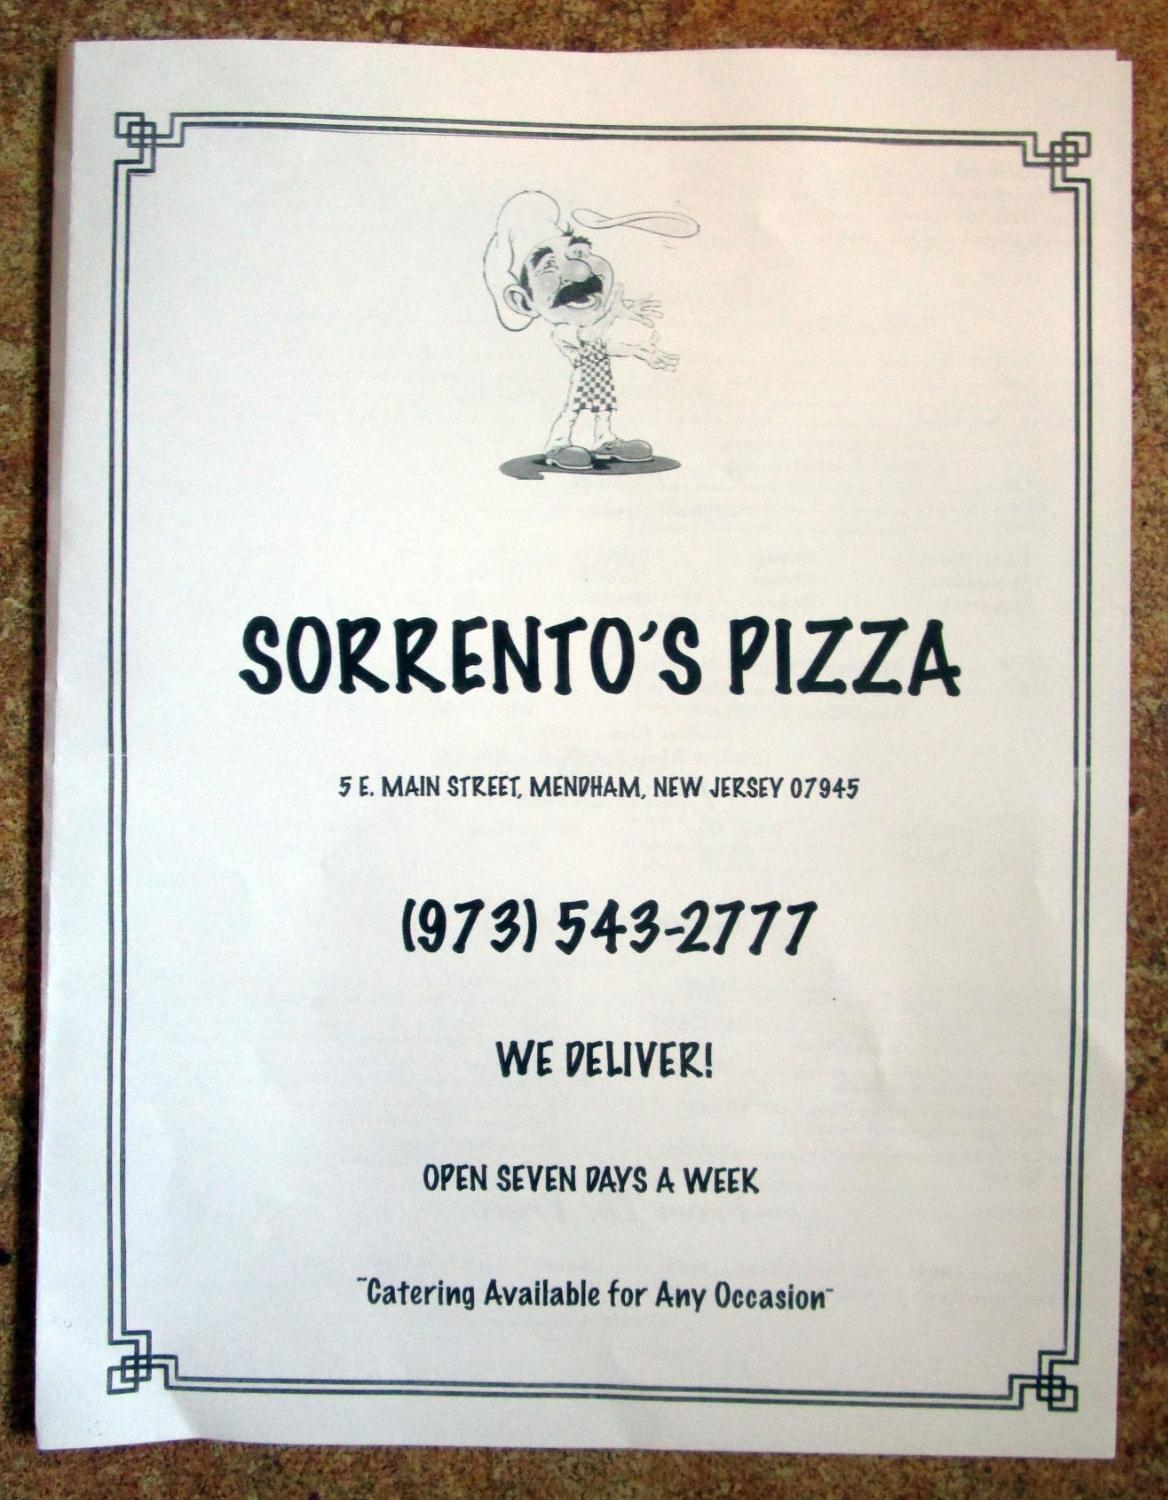 SORRENTO'S PIZZA
5 E. MAIN STREET, MENDHAM, NEW JERSEY 07945
(973) 543-2777
WE DELIVER!
OPEN SEVEN DAYS A WEEK
~Catering Available for Any Occasion~